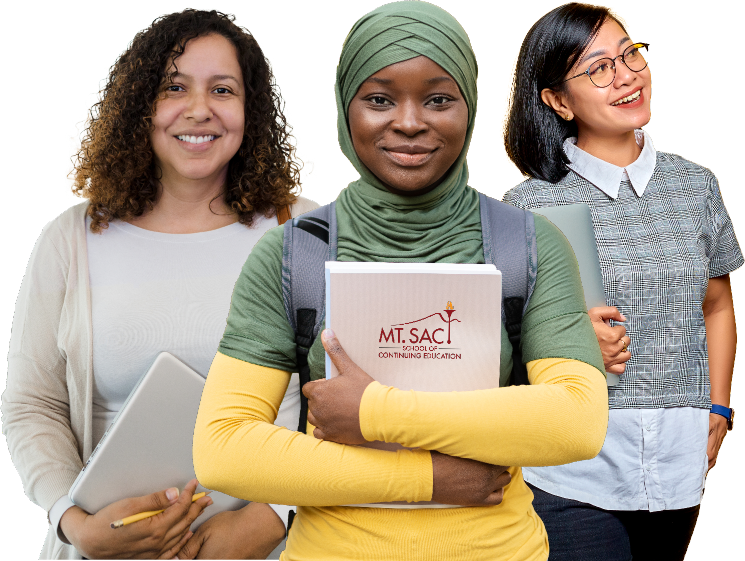 MT. SAC
SCHOOL OF
CONTINUING EDUCATION